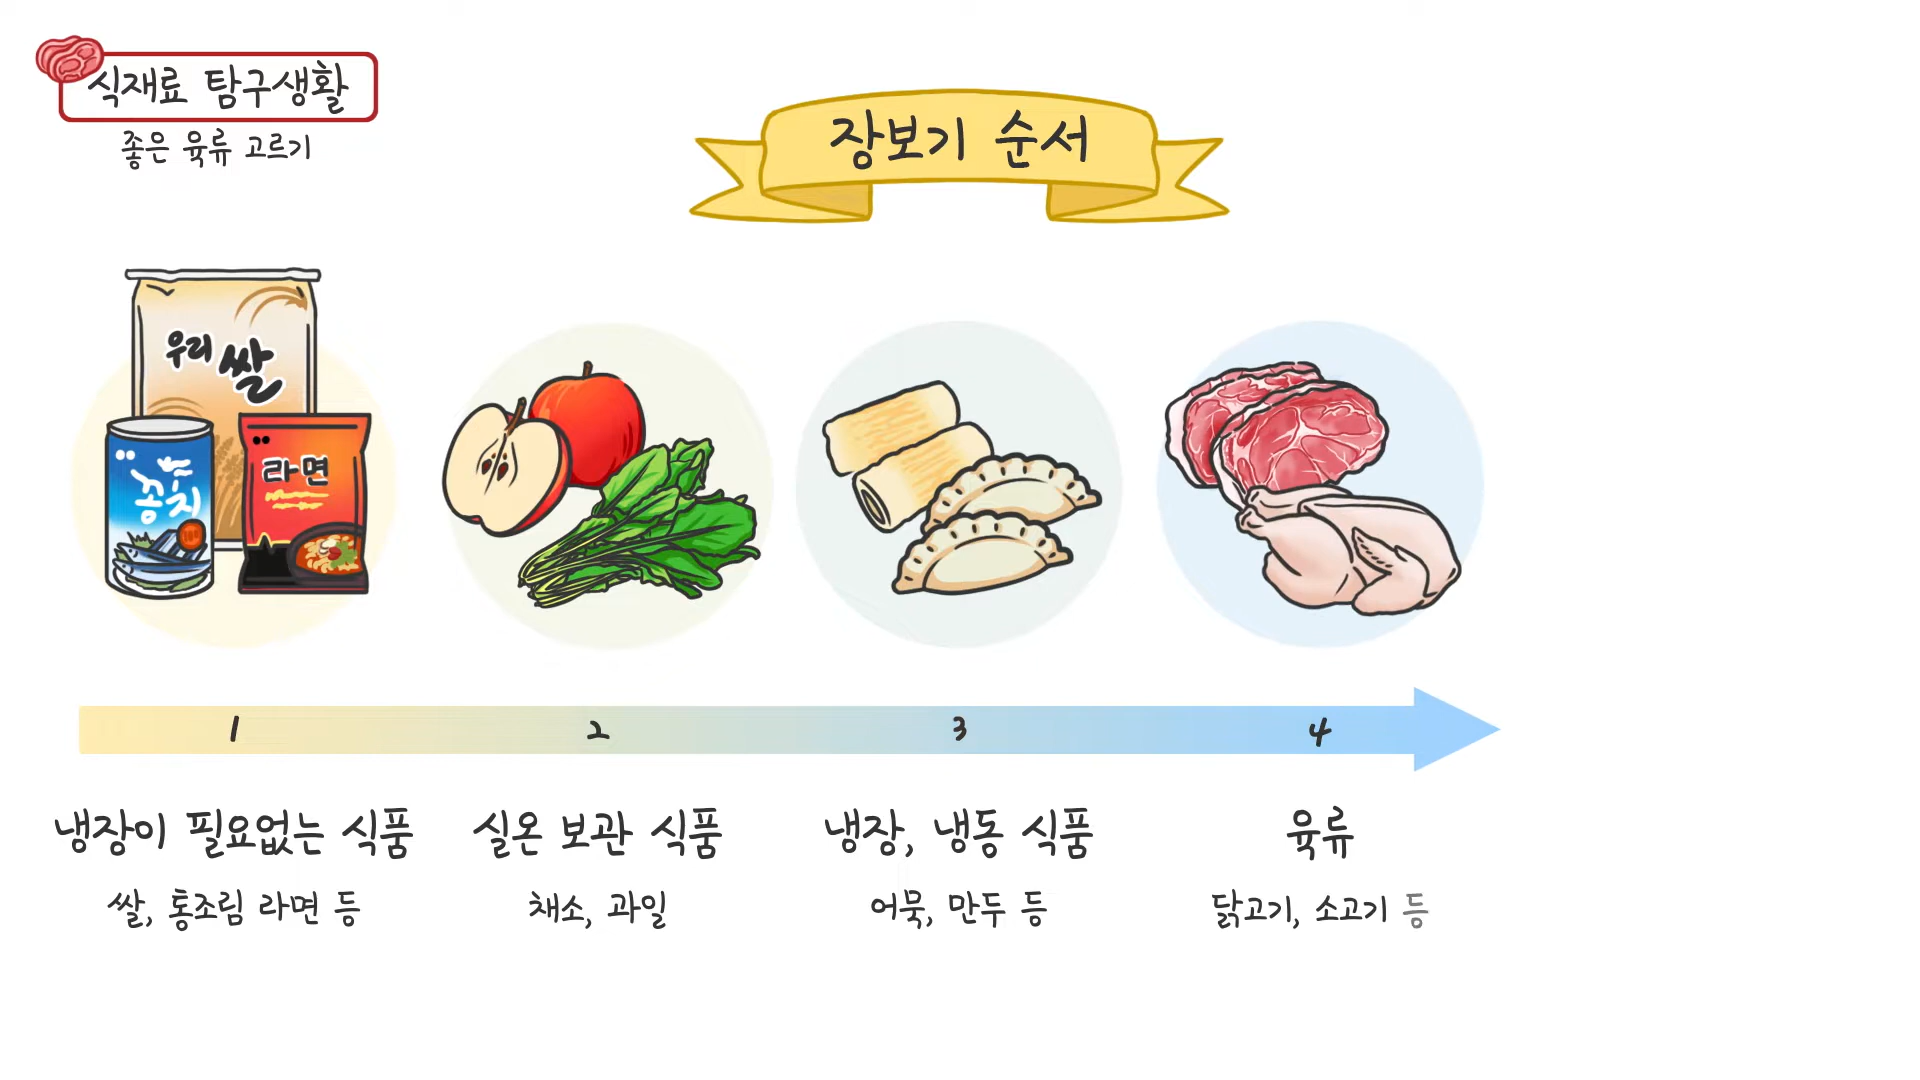 식재료 탐구생활
좋은 육류 고르기
장보기 순서
우리 쌀
꽁치
라면
1
2
3
4
냉장이 필요없는 식품
실온 보관 식품
냉장, 냉동 식품
육류
쌀, 통조림 라면 등
채소, 과일
어묵, 만두 등
닭고기, 소고기 등